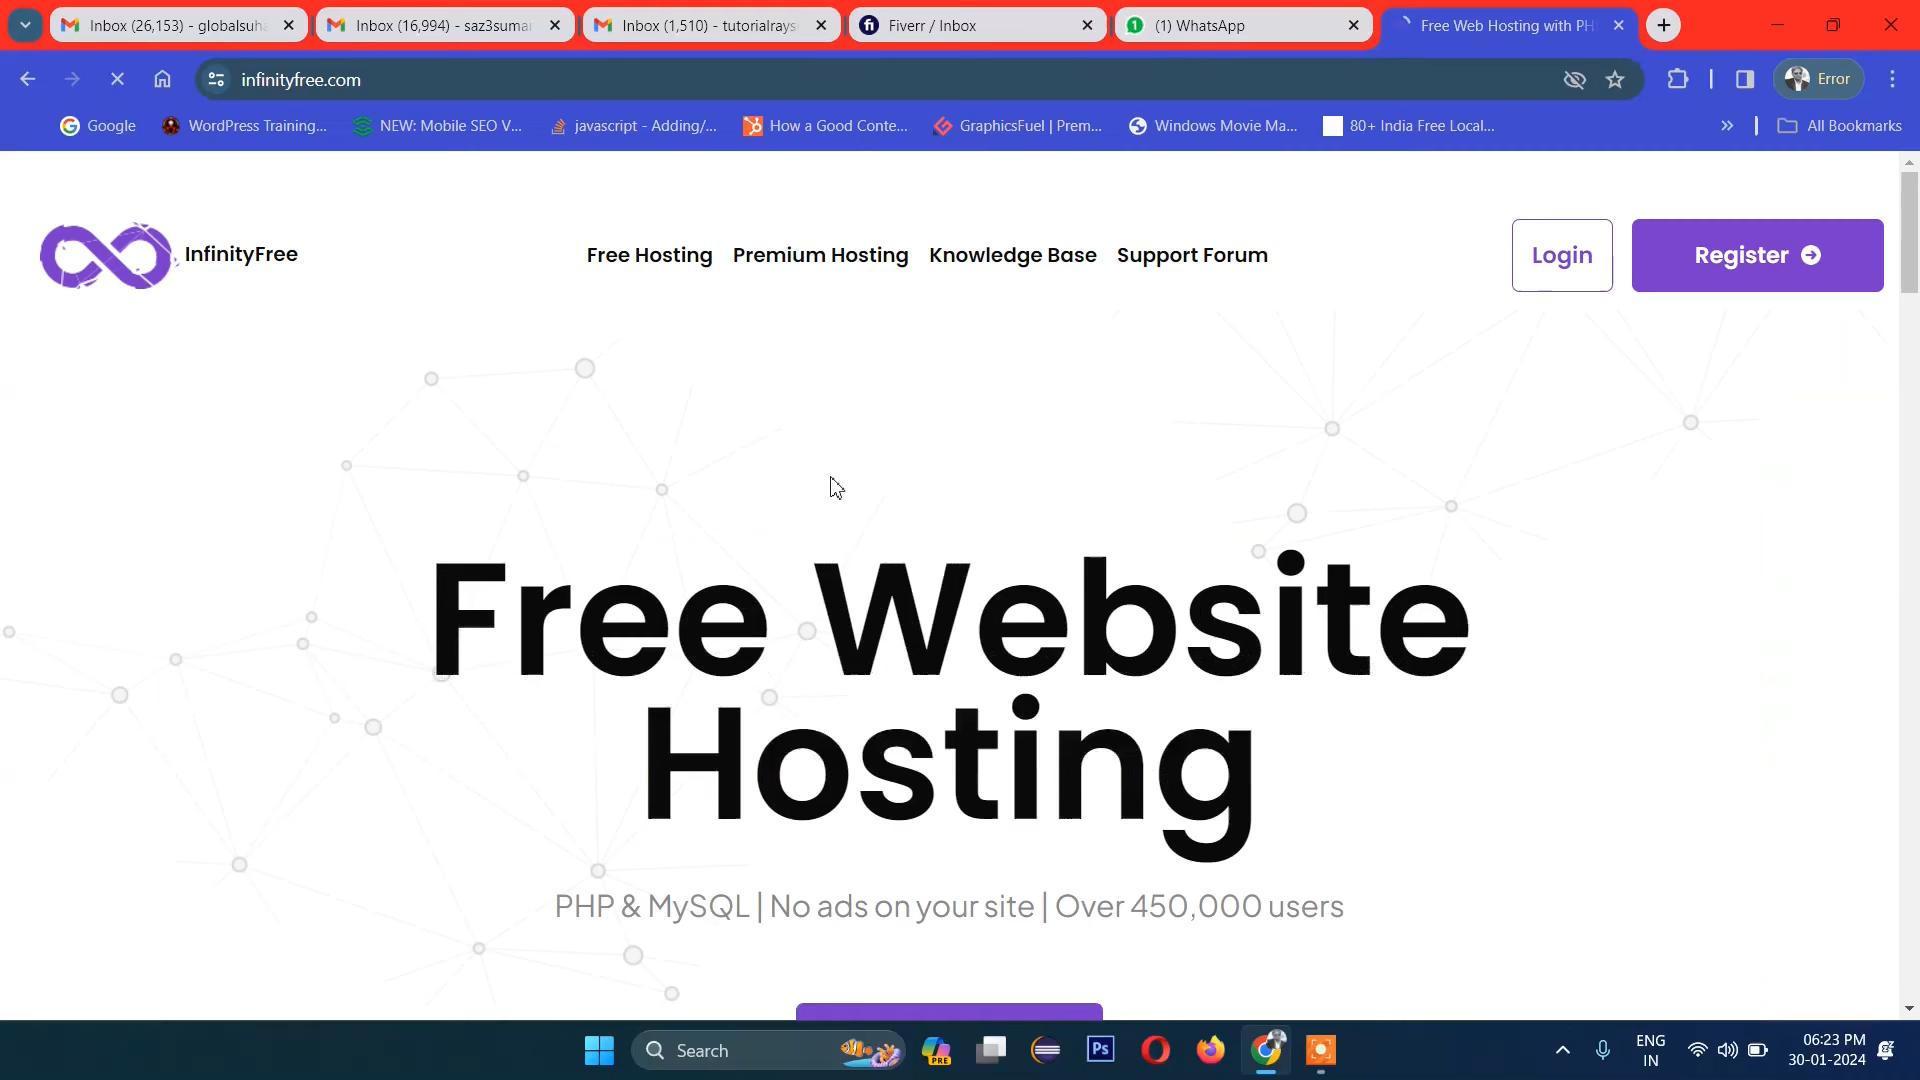 Inbox (26,153) - globalsuha
Inbox (16,994) - saz3suman
Inbox (1,510) - tutorialrays
Fiverr / Inbox
(1) WhatsApp
Free Web Hosting with PH
infinityfree.com
Error
Google
WordPress Training...
NEW: Mobile SEO V...
javascript - Adding/...
How a Good Conte...
GraphicsFuel | Prem...
Windows Movie Ma...
80+ India Free Local...
All Bookmarks
InfinityFree
Free Hosting
Premium Hosting
Knowledge Base
Support Forum
Login
Register
Free Website
Hosting
PHP & MySQL | No ads on your site | Over 450,000 users
Search
PRE
Ps
ENG
IN
06:23 PM
30-01-2024